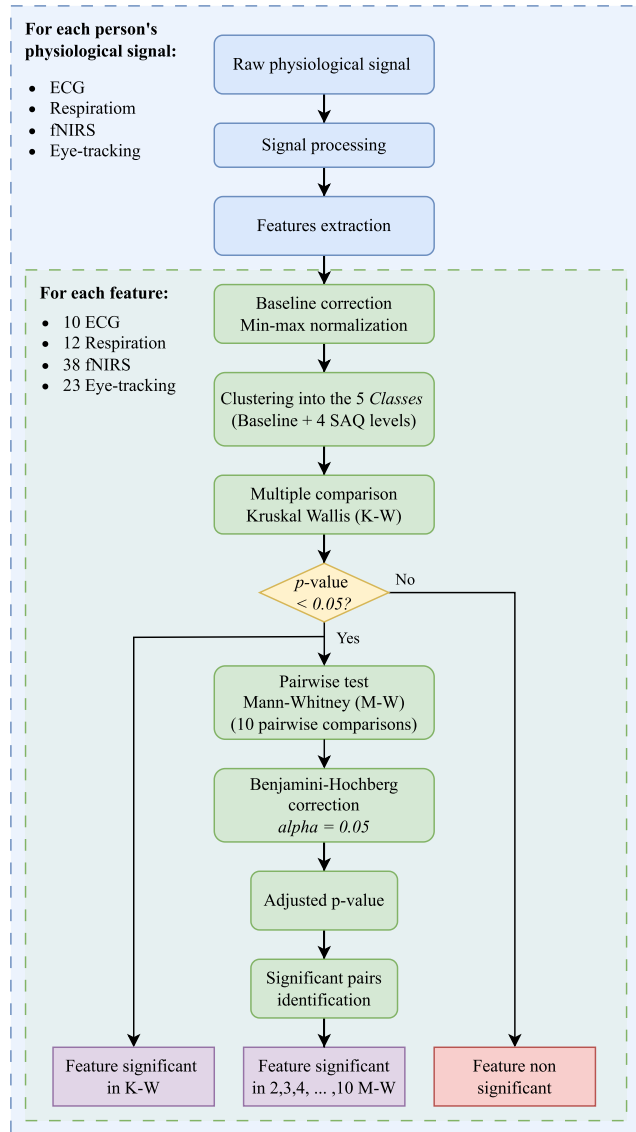 For each person's
physiological signal:
• ECG
• Respiratiom
• fNIRS
• Eye-tracking
Raw physiological signal
Signal processing
Features extraction
For each feature:
• 10 ECG
• 12 Respiration
• 38 fNIRS
• 23 Eye-tracking
Baseline correction
Min-max normalization
Clustering into the 5 Classes
(Baseline + 4 SAQ levels)
Multiple comparison
Kruskal Wallis (K-W)
p-value
< 0.05?
No
Yes
Pairwise test
Mann-Whitney (M-W)
(10 pairwise comparisons)
Benjamini-Hochberg
correction
alpha = 0.05
Adjusted p-value
Significant pairs
identification
Feature significant
in K-W
Feature significant
in 2,3,4, ... ,10 M-W
Feature non
significant